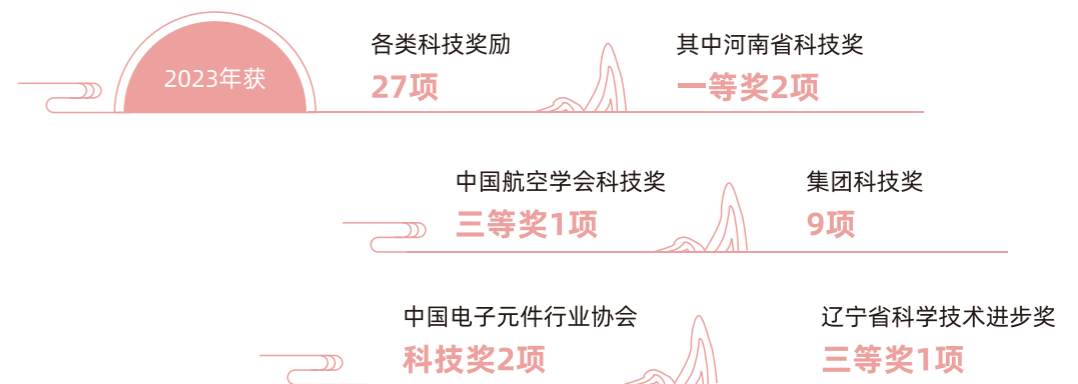 2023年获
各类科技奖励
27项
其中河南省科技奖
一等奖2项
中国航空学会科技奖
三等奖1项
集团科技奖
9项
中国电子元件行业协会
科技奖2项
辽宁省科学技术进步奖
三等奖1项